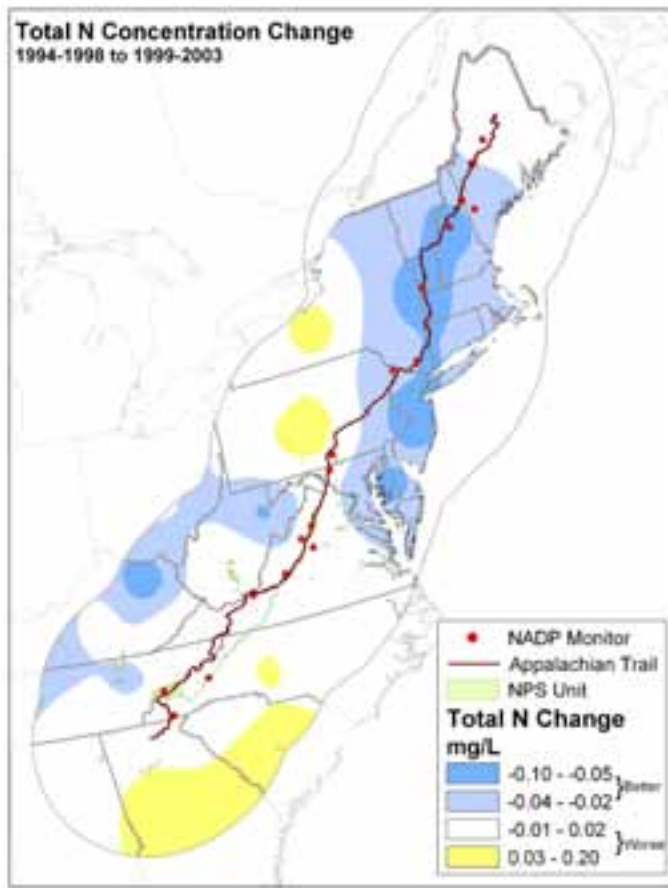 Total N Concentration Change
1994-1998 to 1999-2003
NADP Monitor
Appalachian Trail
NPS Unit
Total N Change
mg/L
-0.10 - -0.05
-0.04 - -0.02
Better
-0.01 - 0.02
0.03 - 0.20
Worse